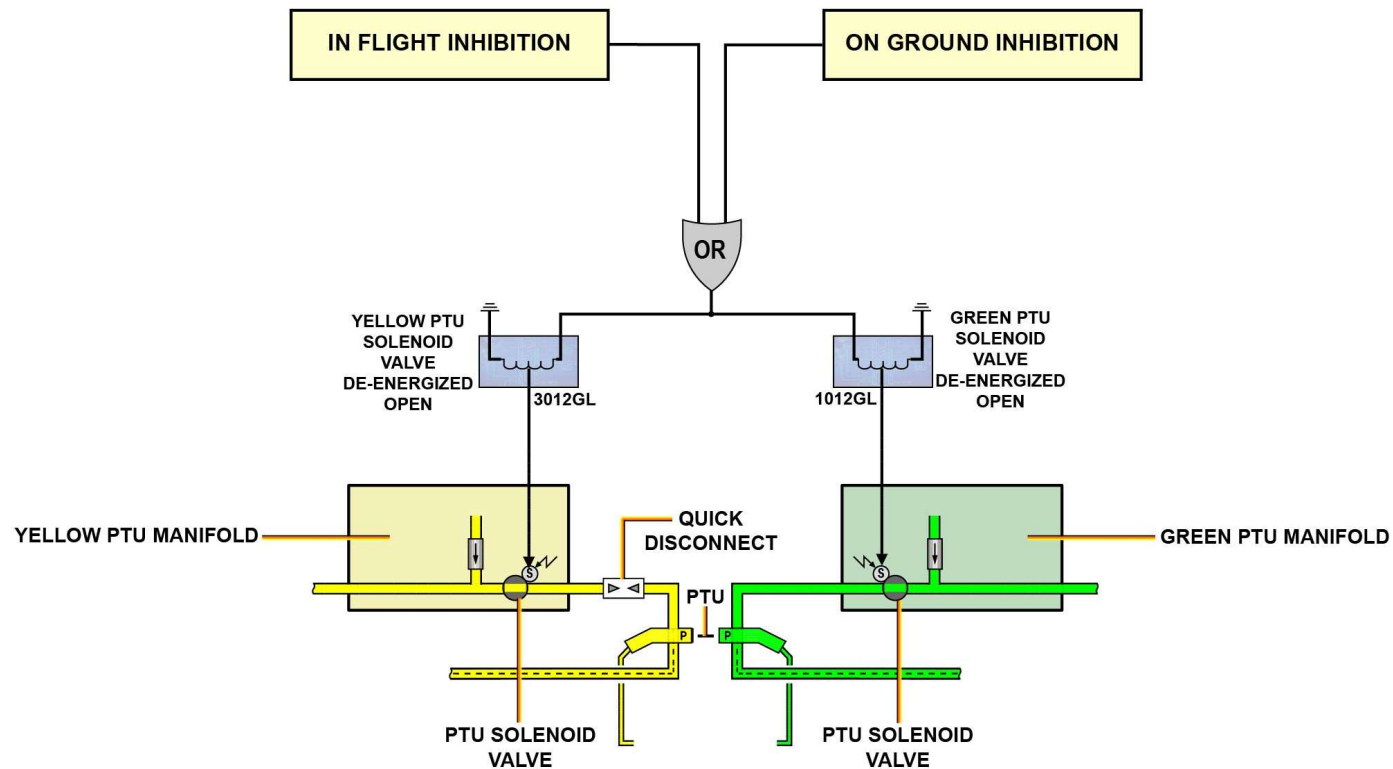 IN FLIGHT INHIBITION
ON GROUND INHIBITION
OR
YELLOW PTU
SOLENOID
VALVE
DE-ENERGIZED
OPEN
3012GL
GREEN PTU
SOLENOID
VALVE
DE-ENERGIZED
OPEN
1012GL
YELLOW PTU MANIFOLD
S
QUICK
DISCONNECT
S
GREEN PTU MANIFOLD
PTU
P
P
PTU SOLENOID
VALVE
PTU SOLENOID
VALVE